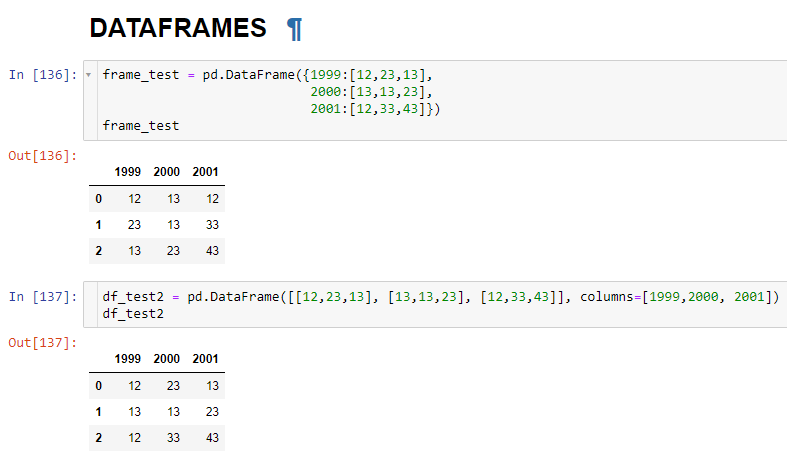 DATAFRAMES ¶
In [136]: frame_test = pd.DataFrame({1999:[12,23,13],
2000:[13,13,23],
2001:[12,33,43]})
frame_test
Out[136]:
1999 2000 2001
0 12 13 12
1 23 13 33
2 13 23 43
In [137]: df_test2 = pd.DataFrame([[12,23,13], [13,13,23], [12,33,43]], columns=[1999,2000, 2001])
df_test2
Out[137]:
1999 2000 2001
0 12 23 13
1 13 13 23
2 12 33 43